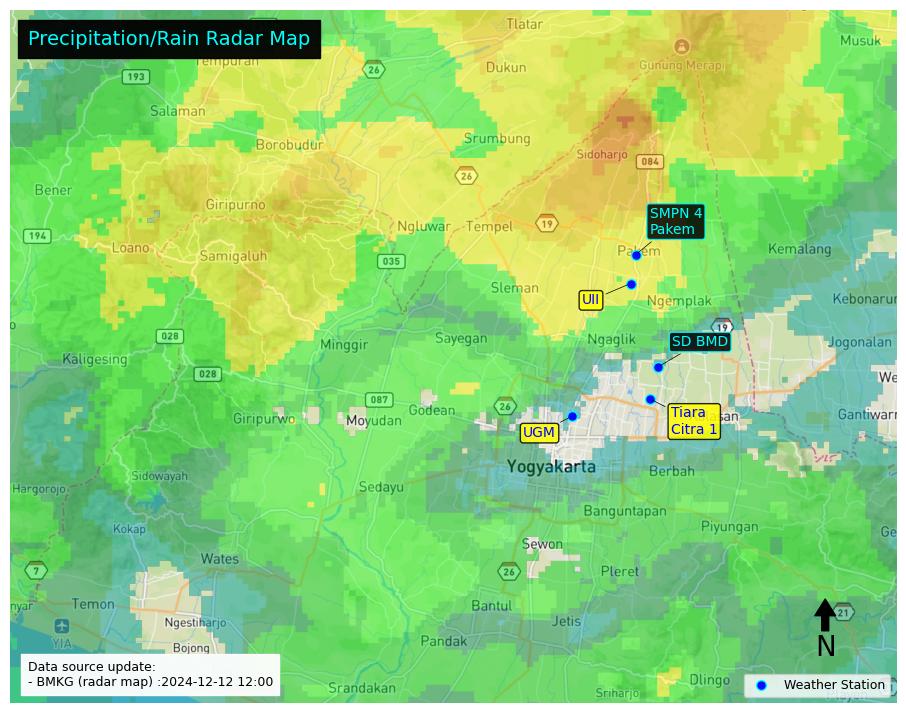 Precipitation/Rain Radar Map
Tlatar
Musuk
Tempuran
26
Dukun
Gunung Merapi
193
Salaman
Borobudur
Srumbung
Sidoharjo
084
26
Bener
Giripurno
SMPN 4
Pakem
194
Loano
Samigaluh
Ngluwar
Tempel
19
Pakem
Kemalang
035
Sleman
UII
Ngemplak
Kebonarum
028
Minggir
Sayegan
Ngaglik
19
SD BMD
Jogonalan
Kaligesing
028
087
Godean
26
Giripurwo
Moyudan
Tiara
Citra 1
UGM
Yogyakarta
Berbah
Sidowayah
Hargorojo
Sedayu
Kokap
Banguntapan
Piyungan
Wates
Sewon
7
26
Pleret
Temon
Bantul
21
Ngestiharjo
YIA
Jetis
Bojong
Pandak
N
Data source update:
- BMKG (radar map) :2024-12-12 12:00
Srandakan
Sriharjo
Dlingo
Weather Station